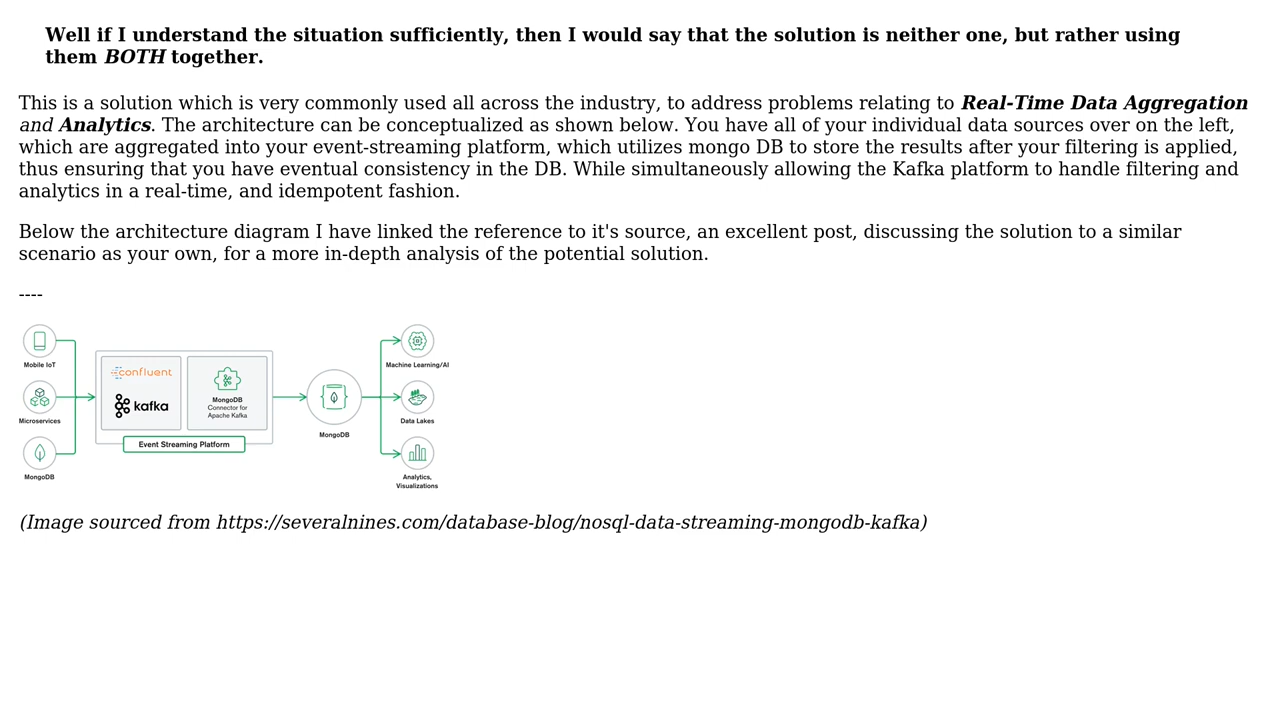 Well if I understand the situation sufficiently, then I would say that the solution is neither one, but rather using
them BOTH together.
This is a solution which is very commonly used all across the industry, to address problems relating to Real-Time Data Aggregation
and Analytics. The architecture can be conceptualized as shown below. You have all of your individual data sources over on the left,
which are aggregated into your event-streaming platform, which utilizes mongo DB to store the results after your filtering is applied,
thus ensuring that you have eventual consistency in the DB. While simultaneously allowing the Kafka platform to handle filtering and
analytics in a real-time, and idempotent fashion.
Below the architecture diagram I have linked the reference to it's source, an excellent post, discussing the solution to a similar
scenario as your own, for a more in-depth analysis of the potential solution.
----
Mobile IoT
Microservices
MongoDB
confluent
kafka
MongoDB
Connector for
Apache Kafka
Event Streaming Platform
MongoDB
Machine Learning/AI
Data Lakes
Analytics,
Visualizations
(Image sourced from https://severalnines.com/database-blog/nosql-data-streaming-mongodb-kafka)